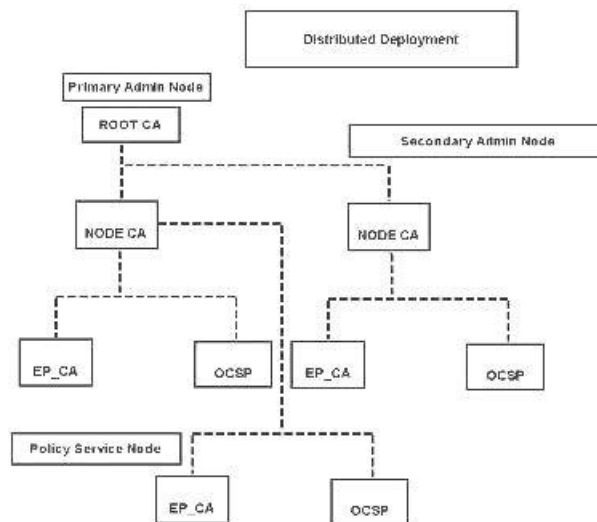 Distributed Deployment
Primary Admin Node
ROOT CA
Secondary Admin Node
NODE CA
NODE CA
EP_CA
OCSP
EP_CA
OCSP
Policy Service Node
EP_CA
OCSP